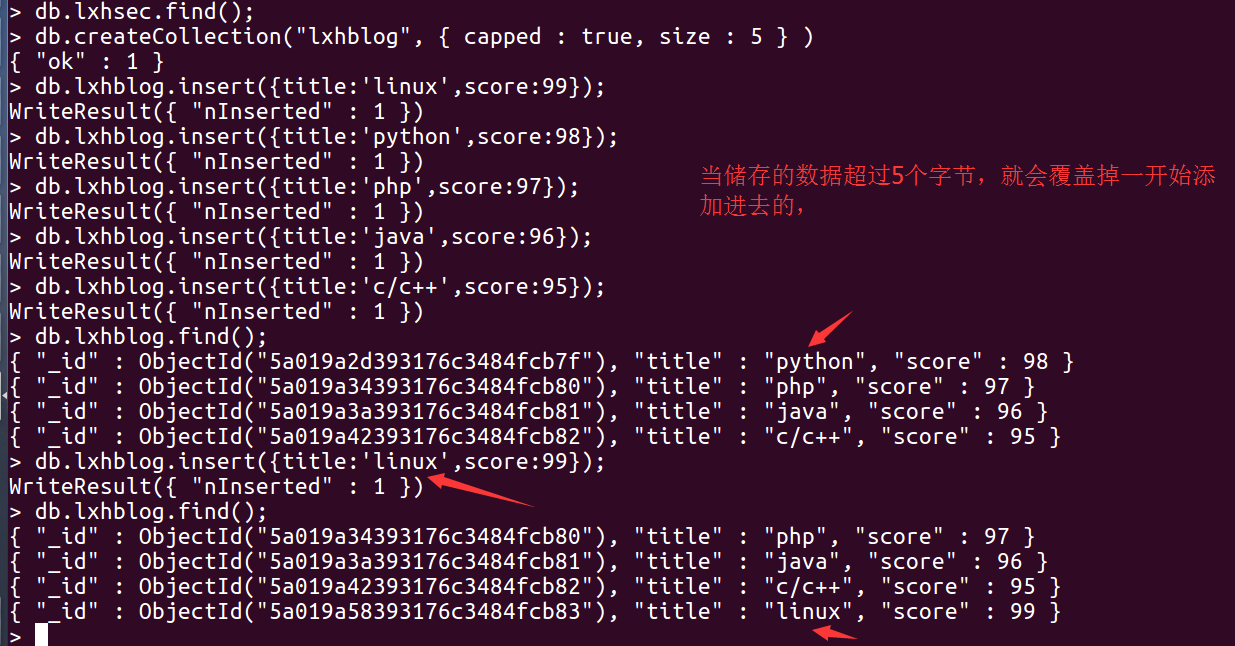 > db.lxhsec.find();
> db.createCollection("lxhblog", { capped : true, size : 5 } )
{ "ok" : 1 }
> db.lxhblog.insert({title:'linux',score:99});
WriteResult({ "nInserted" : 1 })
> db.lxhblog.insert({title:'python',score:98});
WriteResult({ "nInserted" : 1 })
> db.lxhblog.insert({title:'php',score:97});
WriteResult({ "nInserted" : 1 })
> db.lxhblog.insert({title:'java',score:96});
WriteResult({ "nInserted" : 1 })
> db.lxhblog.insert({title:'c/c++',score:95});
WriteResult({ "nInserted" : 1 })
当储存的数据超过5个字节，就会覆盖掉一开始添
加进去的，
> db.lxhblog.find();
{ "_id" : ObjectId("5a019a2d393176c3484fcb7f"), "title" : "python", "score" : 98 }
{ "_id" : ObjectId("5a019a34393176c3484fcb80"), "title" : "php", "score" : 97 }
{ "_id" : ObjectId("5a019a3a393176c3484fcb81"), "title" : "java", "score" : 96 }
{ "_id" : ObjectId("5a019a42393176c3484fcb82"), "title" : "c/c++", "score" : 95 }
> db.lxhblog.insert({title:'linux',score:99});
WriteResult({ "nInserted" : 1 })
> db.lxhblog.find();
{ "_id" : ObjectId("5a019a34393176c3484fcb80"), "title" : "php", "score" : 97 }
{ "_id" : ObjectId("5a019a3a393176c3484fcb81"), "title" : "java", "score" : 96 }
{ "_id" : ObjectId("5a019a42393176c3484fcb82"), "title" : "c/c++", "score" : 95 }
{ "_id" : ObjectId("5a019a58393176c3484fcb83"), "title" : "linux", "score" : 99 }
>